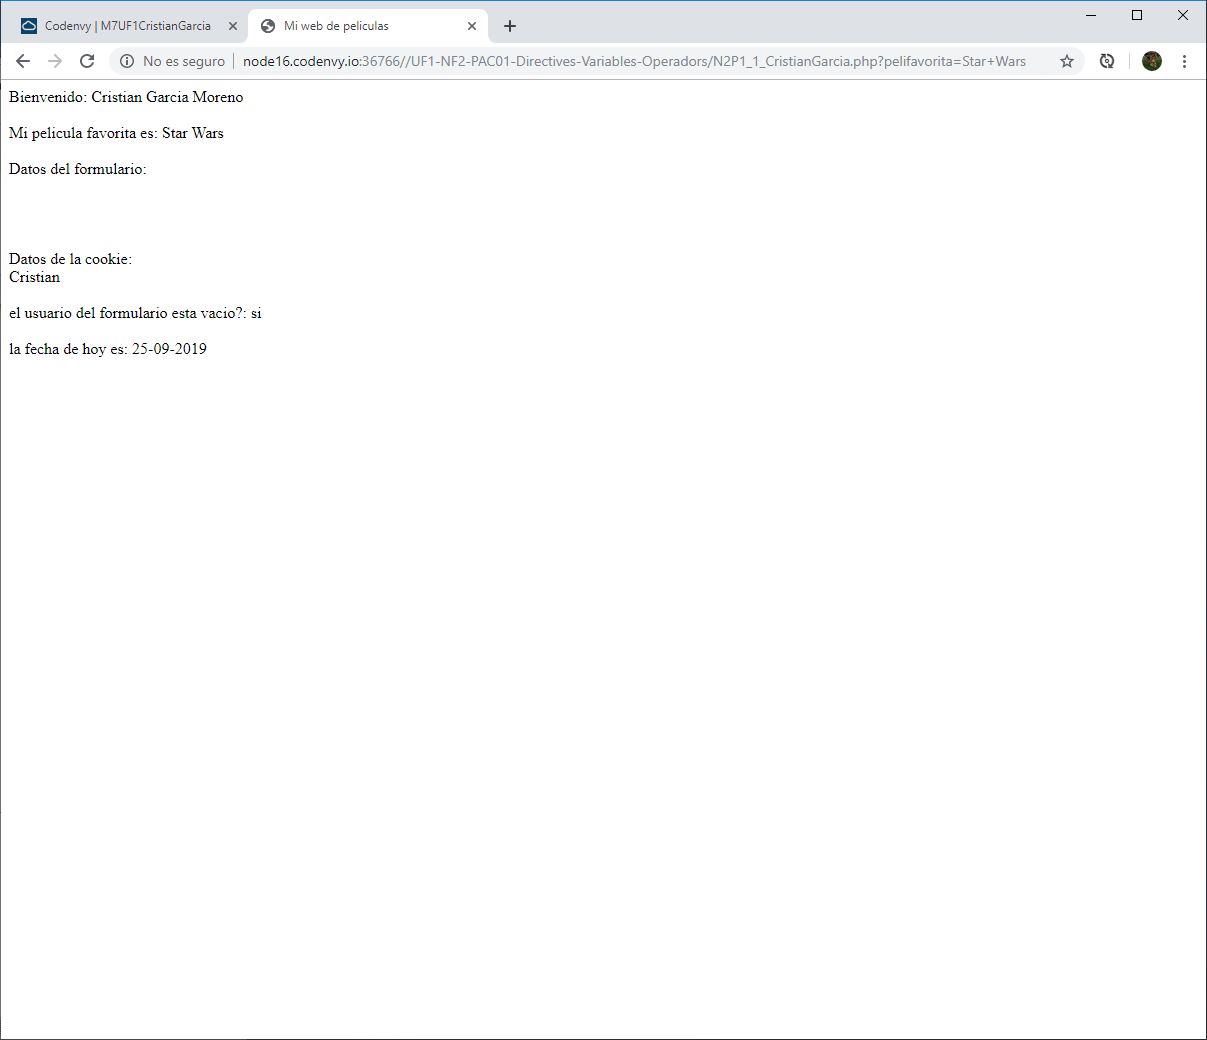 Codenvy | M7UF1CristianGarcia
Mi web de peliculas
No es seguro | node16.codenvy.io:36766//UF1-NF2-PAC01-Directives-Variables-Operadors/N2P1_1_CristianGarcia.php?pelifavorita=Star+Wars
Bienvenido: Cristian Garcia Moreno
Mi pelicula favorita es: Star Wars
Datos del formulario:
Datos de la cookie:
Cristian
el usuario del formulario esta vacio?: si
la fecha de hoy es: 25-09-2019